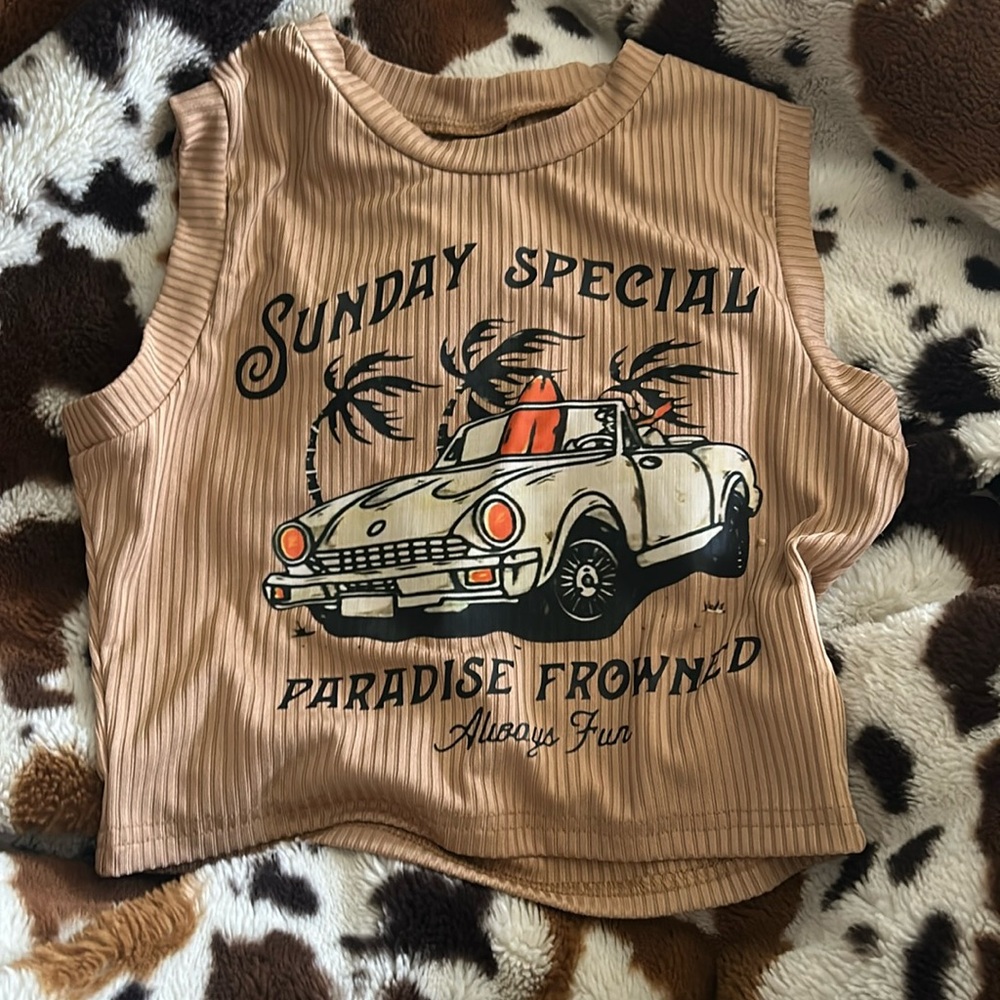 SUNDAY SPECIAL
PARADISE FROWNED
Always Fun